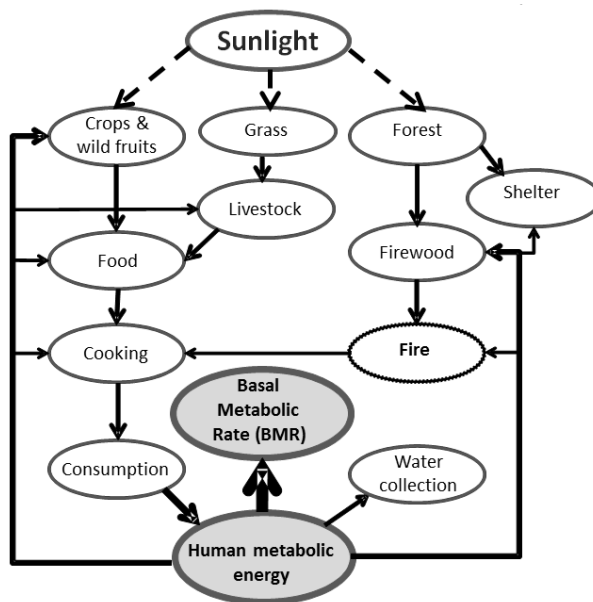 Sunlight
Crops &
wild fruits
Grass
Forest
Shelter
Livestock
Food
Firewood
Cooking
Fire
Basal
Metabolic
Rate (BMR)
Consumption
Water
collection
Human metabolic
energy